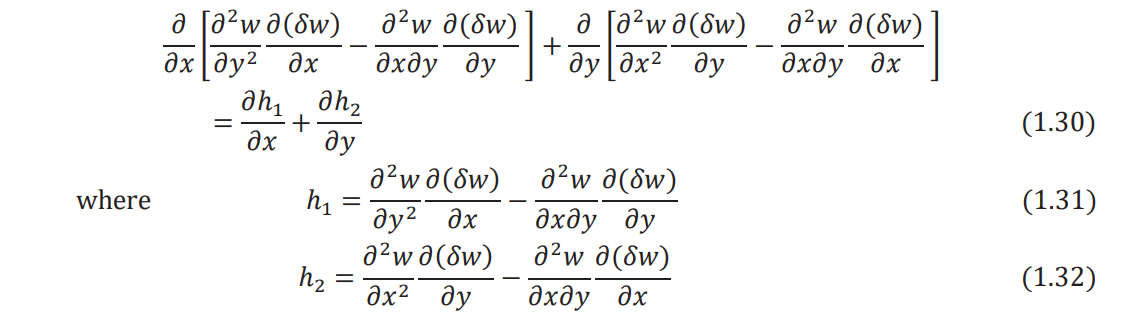 ∂/∂x [∂²w/∂y² ∂(δw)/∂x − ∂²w/∂x∂y ∂(δw)/∂y] + ∂/∂y [∂²w/∂x² ∂(δw)/∂y − ∂²w/∂x∂y ∂(δw)/∂x]
= ∂h₁/∂x + ∂h₂/∂y (1.30)
where h₁ = ∂²w/∂y² ∂(δw)/∂x − ∂²w/∂x∂y ∂(δw)/∂y (1.31)
h₂ = ∂²w/∂x² ∂(δw)/∂y − ∂²w/∂x∂y ∂(δw)/∂x (1.32)